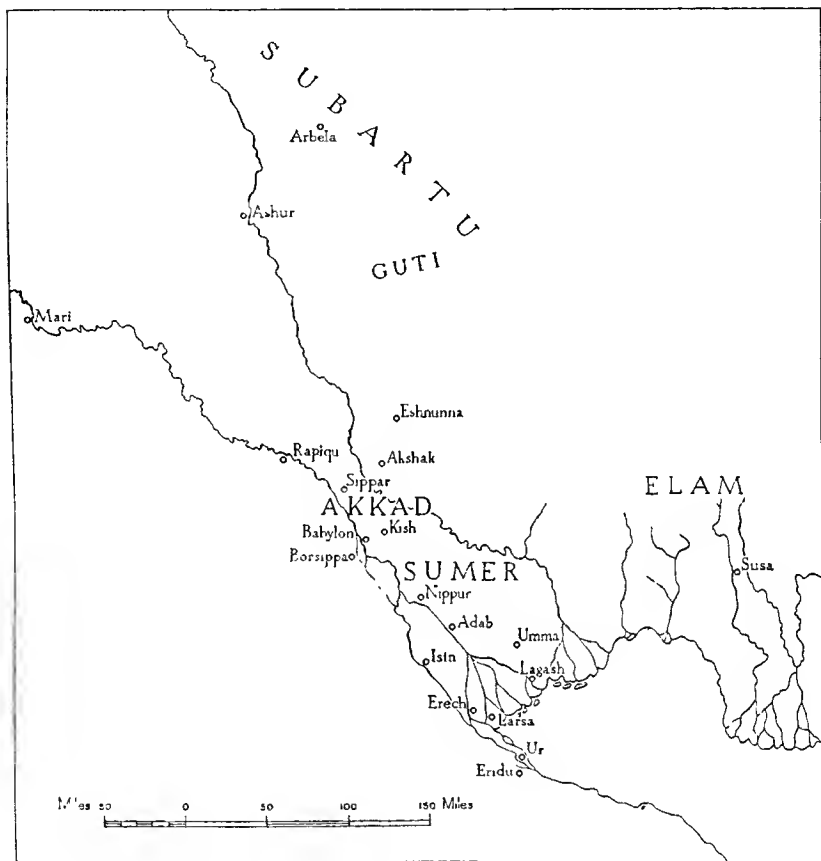 SUBARTU
Arbela
Ashur
GUTI
Mari
Eshnunna
Rapiqu
Akshak
Sippar
ELAM
AKKAD
Babylon
Kish
Borsippa
SUMER
Susa
Nippur
Adab
Umma
Isin
Lagash
Erech
Larsa
Ur
Eridu
Miles 50 0 50 100 150 Miles